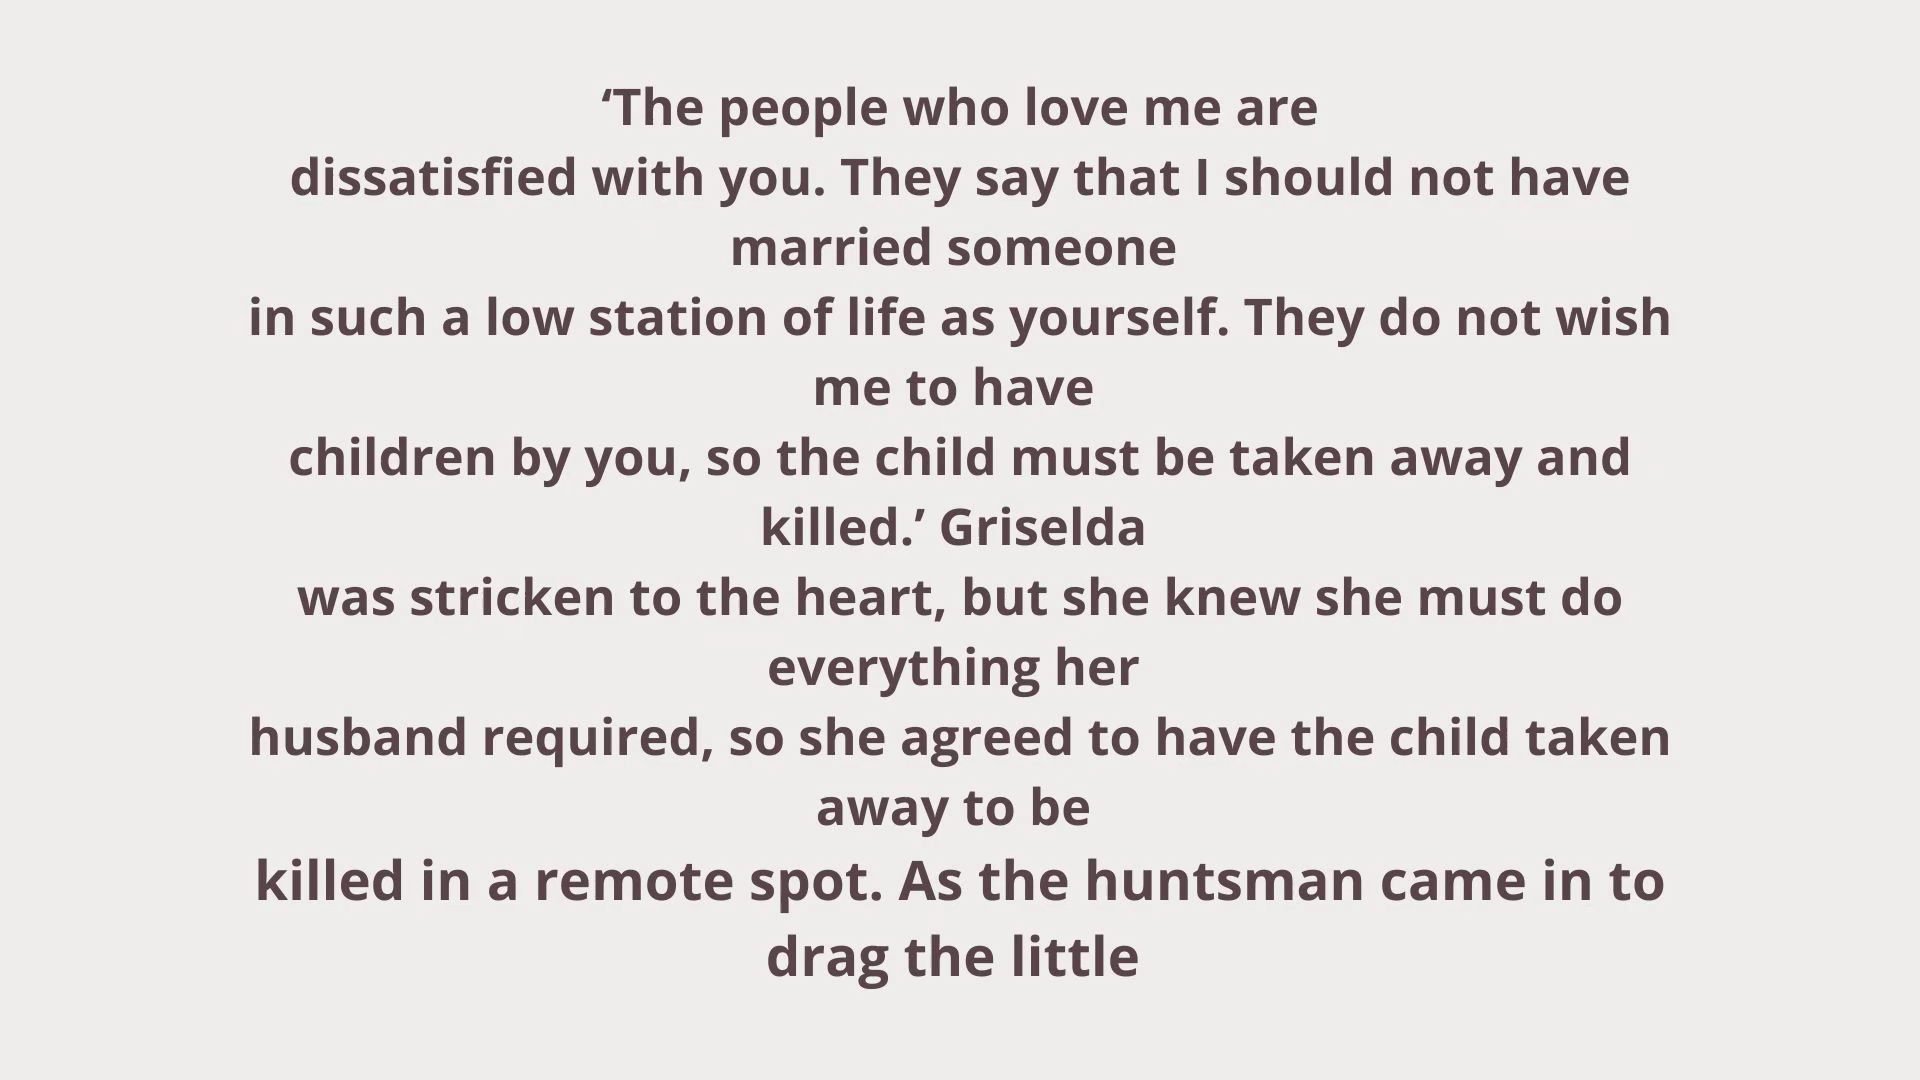 ‘The people who love me are
dissatisfied with you. They say that I should not have
married someone
in such a low station of life as yourself. They do not wish
me to have
children by you, so the child must be taken away and
killed.’ Griselda
was stricken to the heart, but she knew she must do
everything her
husband required, so she agreed to have the child taken
away to be
killed in a remote spot. As the huntsman came in to
drag the little